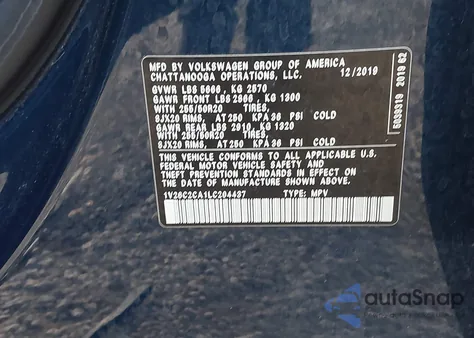 MFD BY VOLKSWAGEN GROUP OF AMERICA
CHATTANOOGA OPERATIONS, LLC. 12/2019
GVWR LBS 5666 , KG 2570
GAWR FRONT LBS 2866 , KG 1300
WITH 255/50R20 TIRES,
8JX20 RIMS, AT 250 KPA 36 PSI COLD
GAWR REAR LBS 2910, KG 1320
WITH 255/50R20 TIRES,
8JX20 RIMS, AT 250 KPA 36 PSI COLD
THIS VEHICLE CONFORMS TO ALL APPLICABLE U.S.
FEDERAL MOTOR VEHICLE SAFETY AND
THEFT PREVENTION STANDARDS IN EFFECT ON
THE DATE OF MANUFACTURE SHOWN ABOVE.
1V26C2CA1LC204437 TYPE: MPV
5039319 2019 62
autoSnap